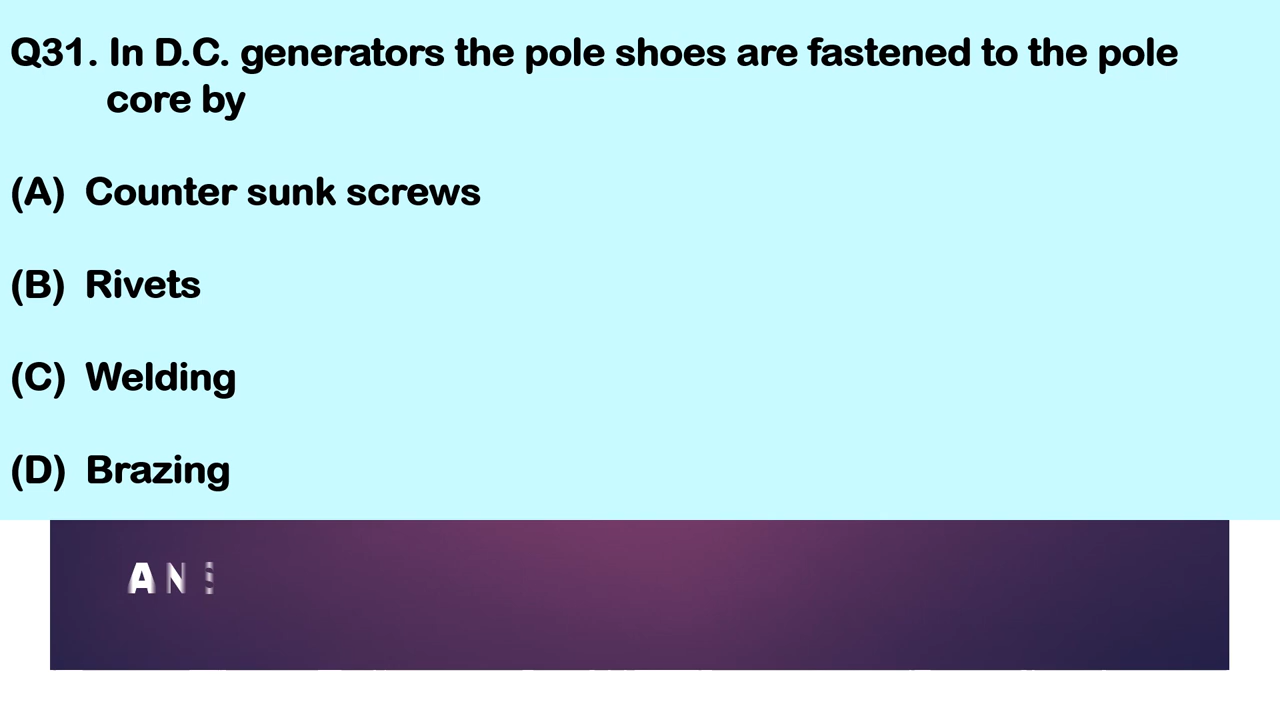 Q31. In D.C. generators the pole shoes are fastened to the pole
core by
(A) Counter sunk screws
(B) Rivets
(C) Welding
(D) Brazing
A N